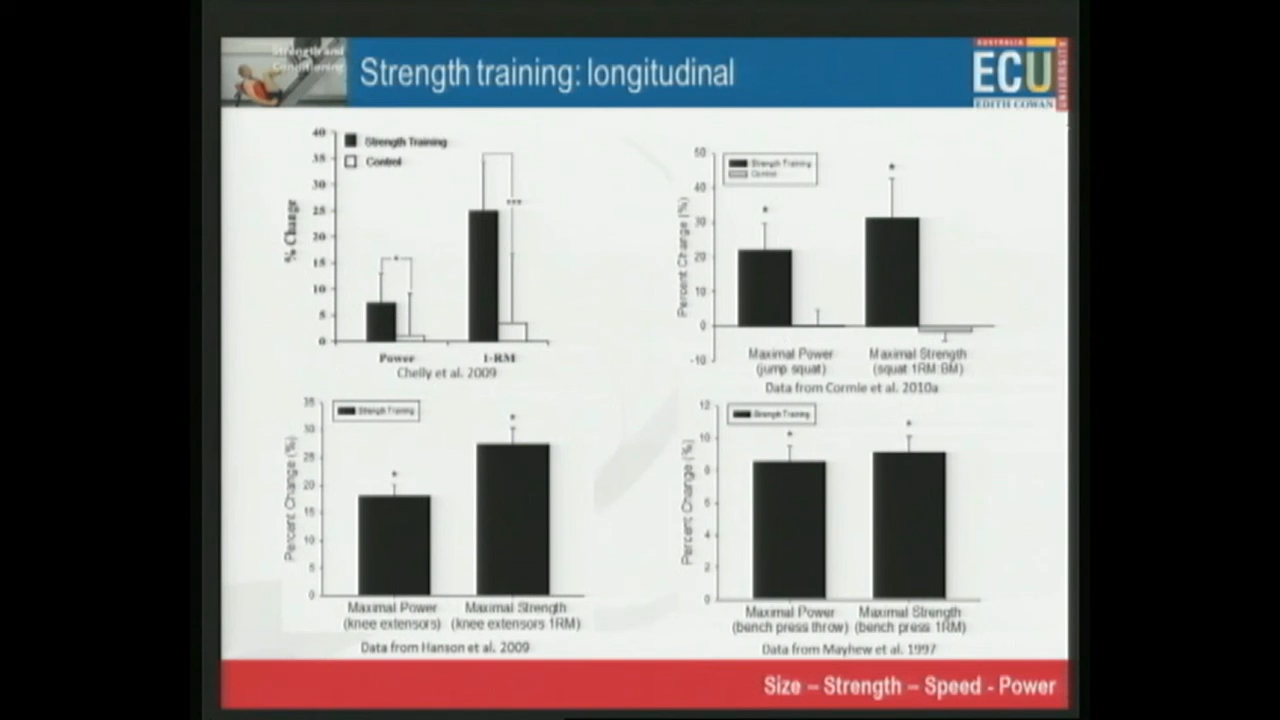 Strength and
Conditioning
Strength training: longitudinal
AUSTRALIA
ECU
EDITH COWAN
UNIVERSITY
40
35
30
25
20
15
10
5
0
% Change
Strength Training
Control
*
***
Power
1-RM
Chelly et al. 2009
50
40
30
20
10
0
-10
Percent Change (%)
Strength Training
Control
*
*
Maximal Power
(jump squat)
Maximal Strength
(squat 1RM:BM)
Data from Cormie et al. 2010a
35
30
25
20
15
10
5
0
Percent Change (%)
Strength Training
*
*
Maximal Power
(knee extensors)
Maximal Strength
(knee extensors 1RM)
Data from Hanson et al. 2009
12
10
8
6
4
2
0
Percent Change (%)
Strength Training
*
*
Maximal Power
(bench press throw)
Maximal Strength
(bench press 1RM)
Data from Mayhew et al. 1997
Size – Strength – Speed - Power